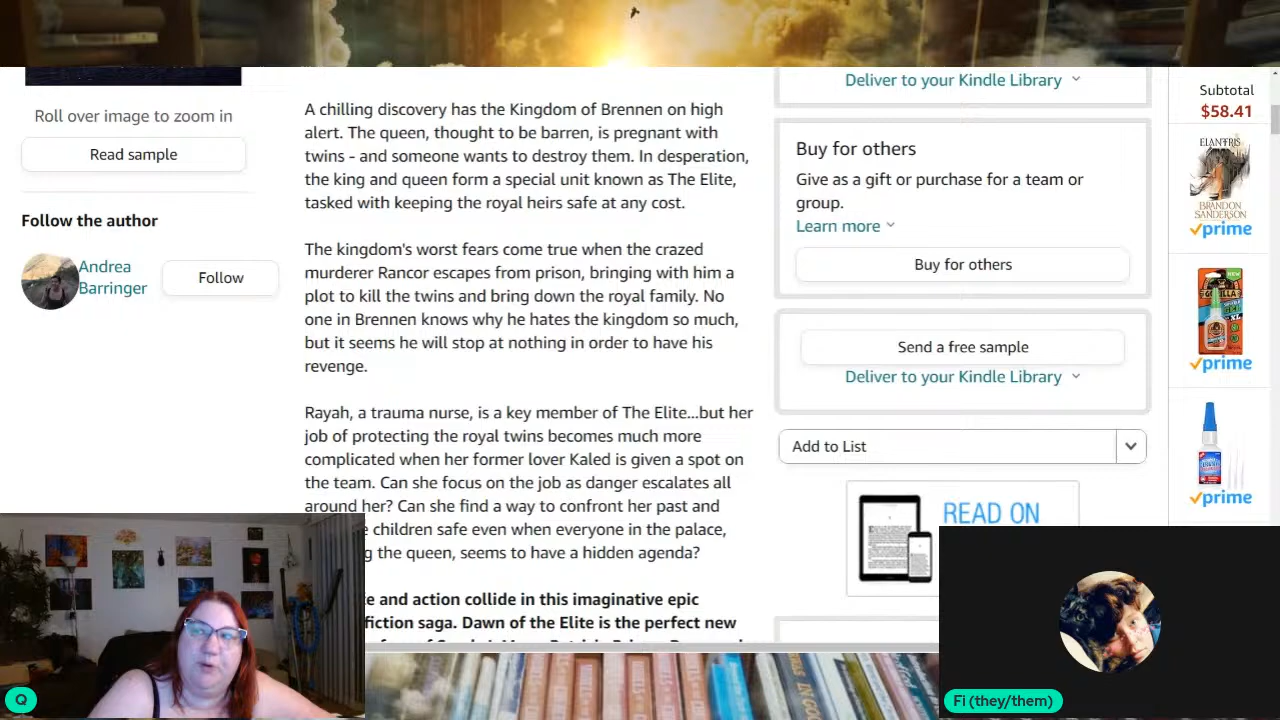 Roll over image to zoom in
Read sample
Follow the author
Andrea
Barringer
Follow
A chilling discovery has the Kingdom of Brennen on high
alert. The queen, thought to be barren, is pregnant with
twins - and someone wants to destroy them. In desperation,
the king and queen form a special unit known as The Elite,
tasked with keeping the royal heirs safe at any cost.
The kingdom's worst fears come true when the crazed
murderer Rancor escapes from prison, bringing with him a
plot to kill the twins and bring down the royal family. No
one in Brennen knows why he hates the kingdom so much,
but it seems he will stop at nothing in order to have his
revenge.
Rayah, a trauma nurse, is a key member of The Elite...but her
job of protecting the royal twins becomes much more
complicated when her former lover Kaled is given a spot on
the team. Can she focus on the job as danger escalates all
around her? Can she find a way to confront her past and
children safe even when everyone in the palace,
the queen, seems to have a hidden agenda?
and action collide in this imaginative epic
fiction saga. Dawn of the Elite is the perfect new
Deliver to your Kindle Library
Buy for others
Give as a gift or purchase for a team or
group.
Learn more
Buy for others
Send a free sample
Deliver to your Kindle Library
Add to List
READ ON
Subtotal
$58.41
ELANTRIS
BRANDON
SANDERSON
prime
GORILLA
prime
prime
Q
Fi (they/them)